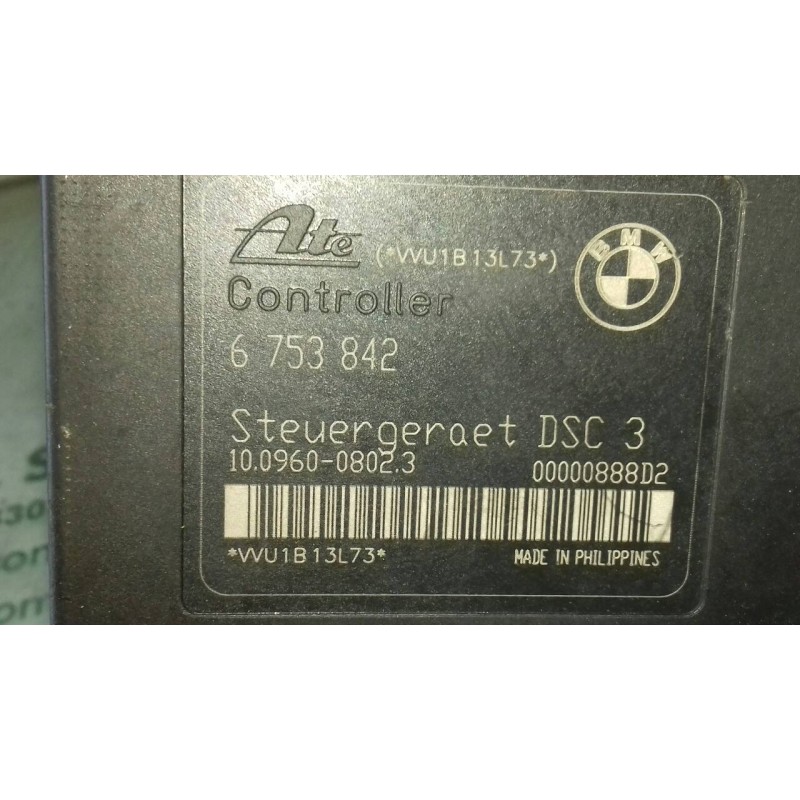 Ate (*VVU1B13L73*)
BMW
Controller
6 753 842
Steuergeraet DSC 3
10.0960-0802.3 00000888D2
*VVU1B13L73* MADE IN PHILIPPINES